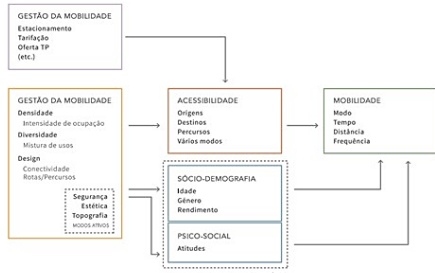 GESTÃO DA MOBILIDADE
Estacionamento
Tarifação
Oferta TP
(etc.)
GESTÃO DA MOBILIDADE
Densidade
Intensidade de ocupação
Diversidade
Mistura de usos
Design
Conectividade
Rotas/Percursos
Segurança
Estética
Topografia
MODOS ATIVOS
ACESSIBILIDADE
Origens
Destinos
Percursos
Vários modos
SÓCIO-DEMOGRAFIA
Idade
Género
Rendimento
PSICO-SOCIAL
Atitudes
MOBILIDADE
Modo
Tempo
Distância
Frequência